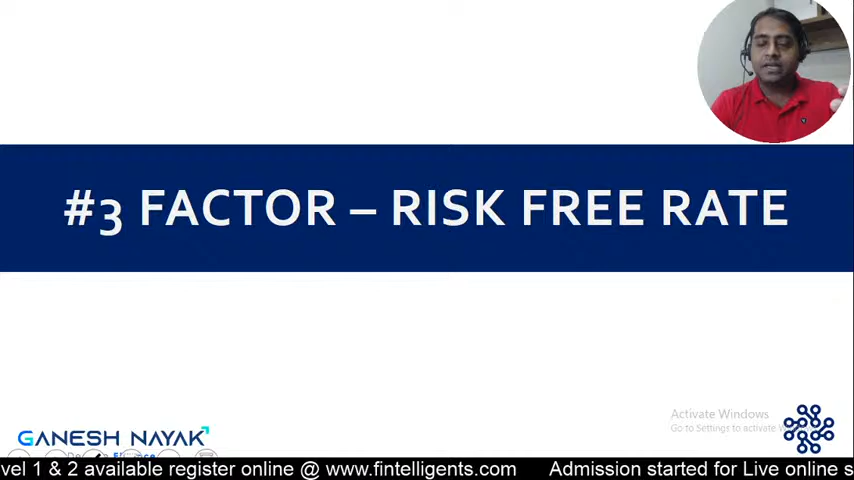 #3 FACTOR – RISK FREE RATE
Activate Windows
Go to Settings to activate
GANESH NAYAK
vel 1 & 2 available register online @ www.fintelligents.com Admission started for Live online s